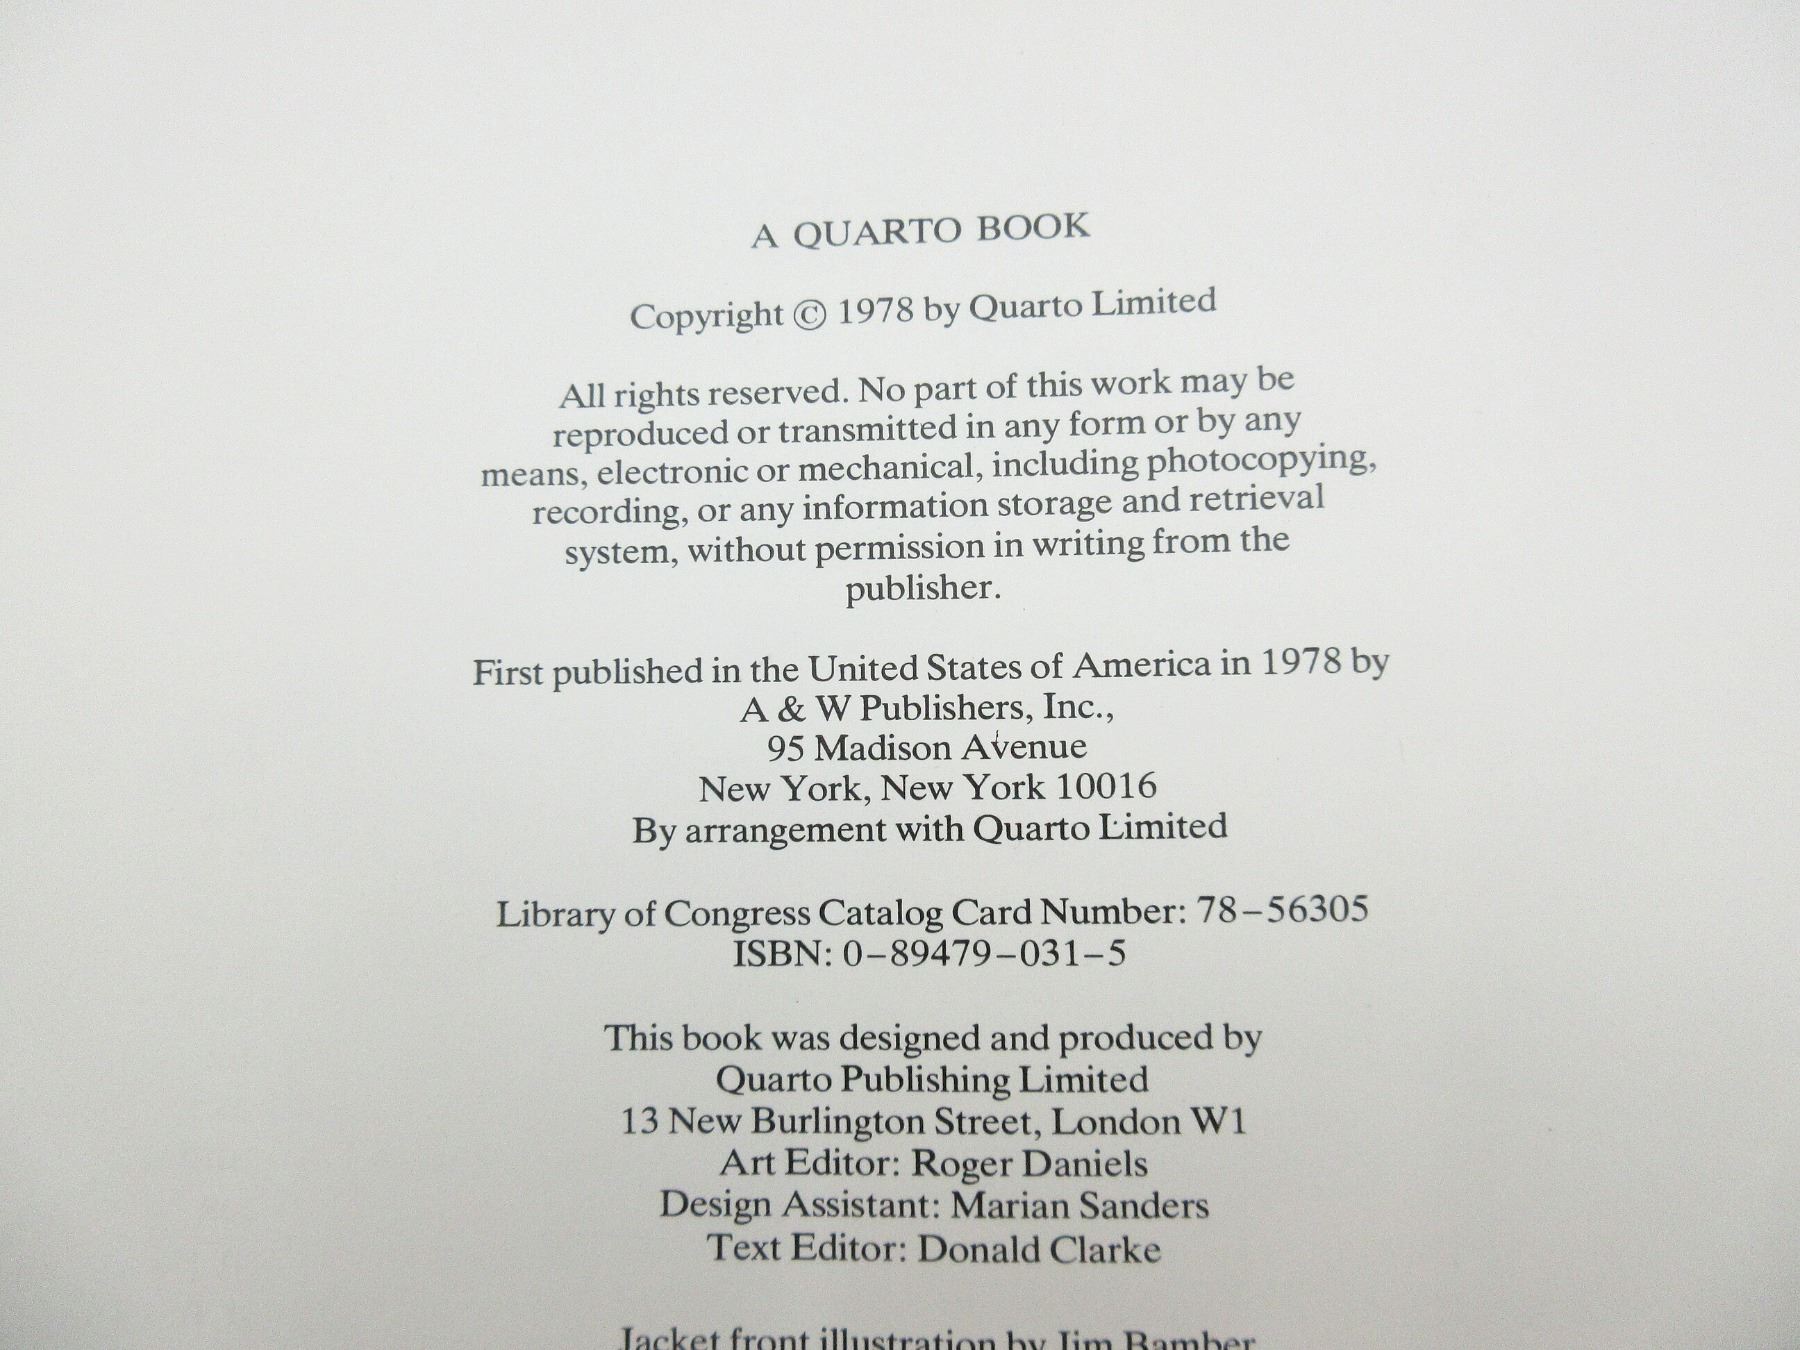 A QUARTO BOOK
Copyright © 1978 by Quarto Limited
All rights reserved. No part of this work may be
reproduced or transmitted in any form or by any
means, electronic or mechanical, including photocopying,
recording, or any information storage and retrieval
system, without permission in writing from the
publisher.
First published in the United States of America in 1978 by
A & W Publishers, Inc.,
95 Madison Avenue
New York, New York 10016
By arrangement with Quarto Limited
Library of Congress Catalog Card Number: 78–56305
ISBN: 0–89479–031–5
This book was designed and produced by
Quarto Publishing Limited
13 New Burlington Street, London W1
Art Editor: Roger Daniels
Design Assistant: Marian Sanders
Text Editor: Donald Clarke
Jacket front illustration by Jim Bamber